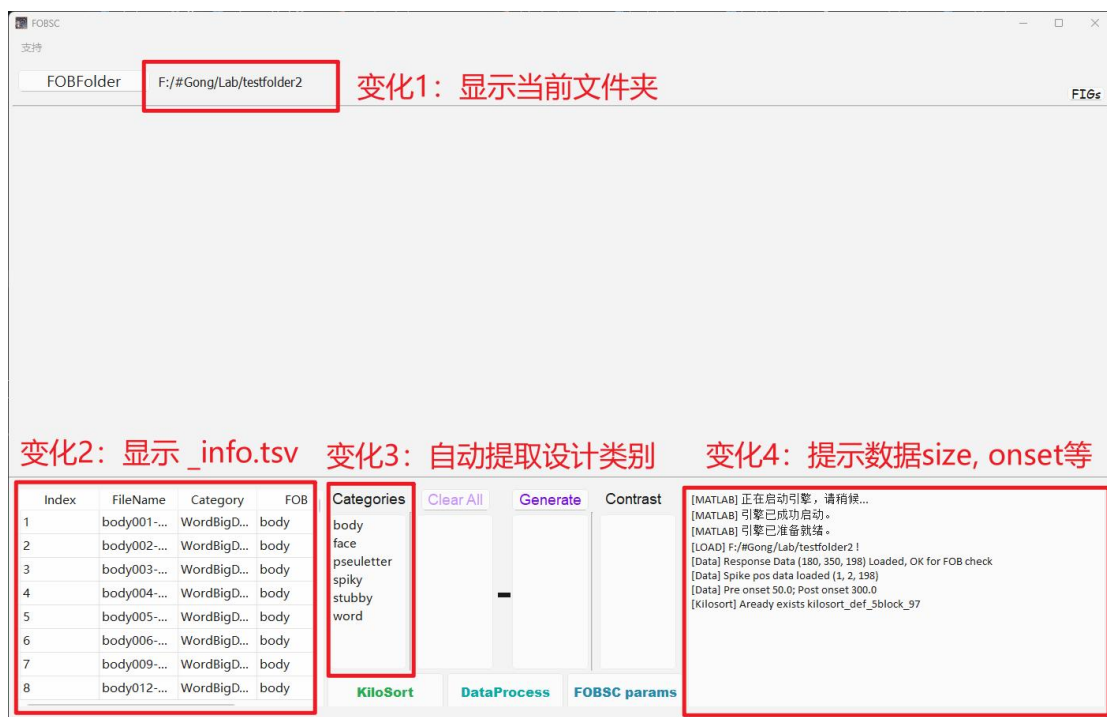 FOBSC
支持
FOBFolder F:/#Gong/Lab/testfolder2 变化1：显示当前文件夹
FIGs
变化2：显示 _info.tsv 变化3：自动提取设计类别 变化4：提示数据size, onset等
Index FileName Category FOB
1 body001-... WordBigD... body
2 body002-... WordBigD... body
3 body003-... WordBigD... body
4 body004-... WordBigD... body
5 body005-... WordBigD... body
6 body006-... WordBigD... body
7 body009-... WordBigD... body
8 body012-... WordBigD... body
Categories Clear All Generate Contrast
body
face
pseuletter
spiky
stubby
word
-
KiloSort DataProcess FOBSC params
[MATLAB] 正在启动引擎，请稍候...
[MATLAB] 引擎已成功启动。
[MATLAB] 引擎已准备就绪。
[LOAD] F:/#Gong/Lab/testfolder2 !
[Data] Response Data (180, 350, 198) Loaded, OK for FOB check
[Data] Spike pos data loaded (1, 2, 198)
[Data] Pre onset 50.0; Post onset 300.0
[Kilosort] Aready exists kilosort_def_5block_97